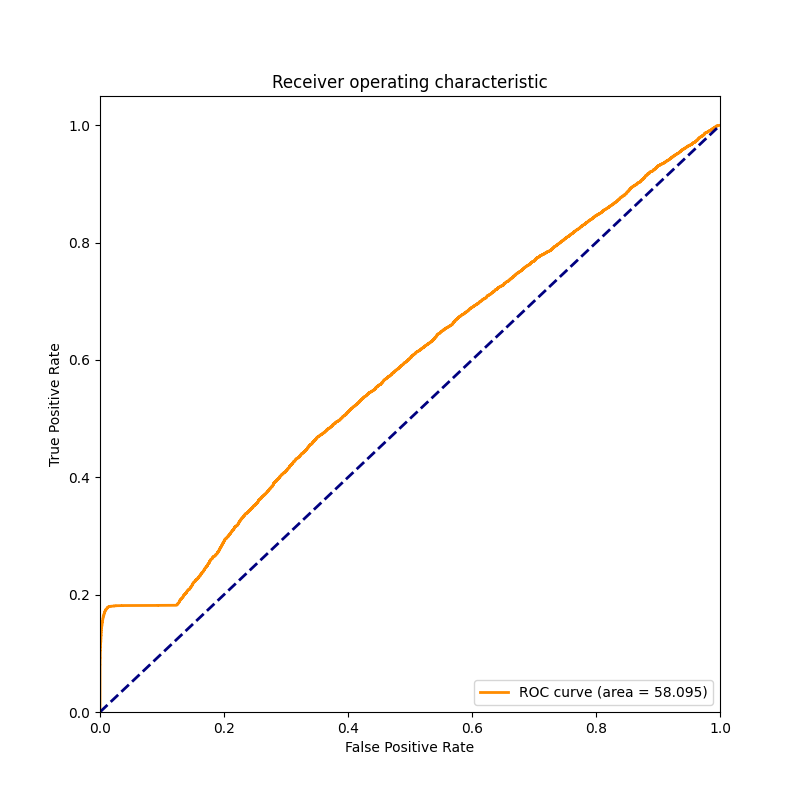 Receiver operating characteristic
1.0
0.8
0.6
0.4
0.2
0.0
True Positive Rate
ROC curve (area = 58.095)
0.0 0.2 0.4 0.6 0.8 1.0
False Positive Rate